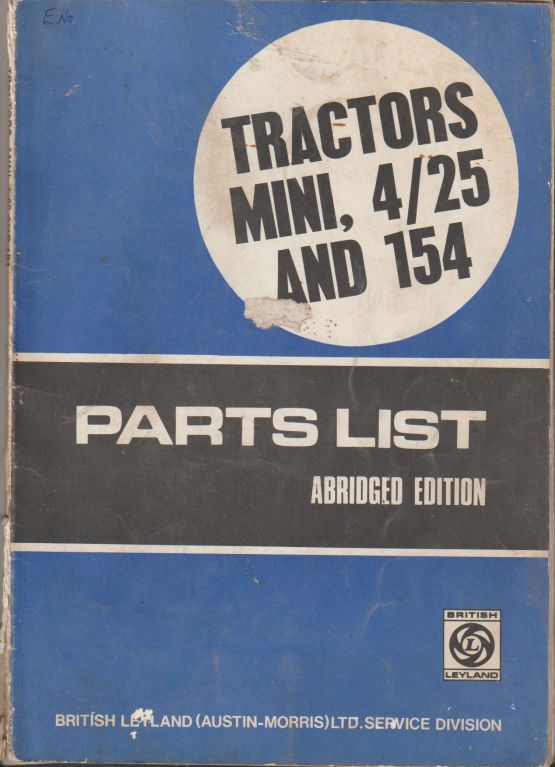 E.No
TRACTORS
MINI, 4/25
AND 154
PARTS LIST
ABRIDGED EDITION
BRITISH
L
LEYLAND
BRITISH LEYLAND (AUSTIN-MORRIS) LTD. SERVICE DIVISION